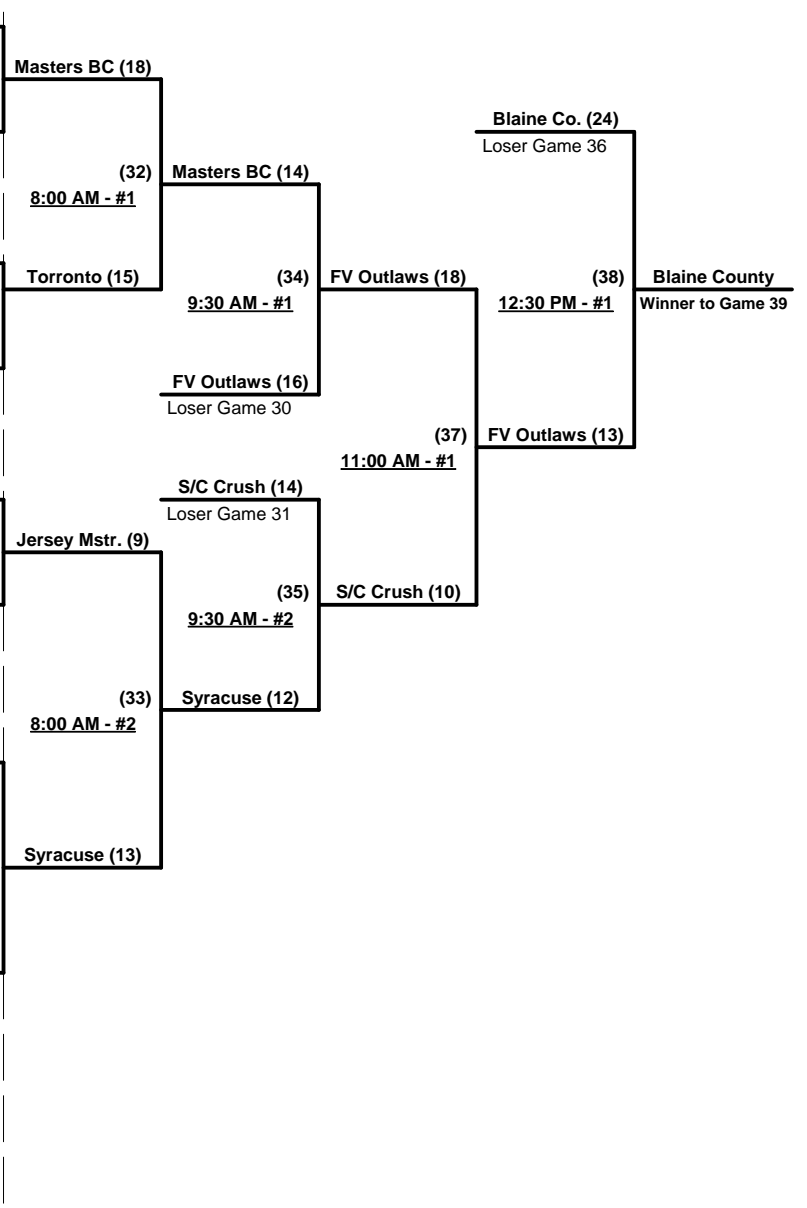 Masters BC (18)
Blaine Co. (24)
Loser Game 36
(32)
Masters BC (14)
8:00 AM - #1
Torronto (15)
(34)
FV Outlaws (18)
(38)
Blaine County
9:30 AM - #1
12:30 PM - #1
Winner to Game 39
FV Outlaws (16)
Loser Game 30
(37)
FV Outlaws (13)
11:00 AM - #1
S/C Crush (14)
Loser Game 31
Jersey Mstr. (9)
(35)
S/C Crush (10)
9:30 AM - #2
(33)
Syracuse (12)
8:00 AM - #2
Syracuse (13)